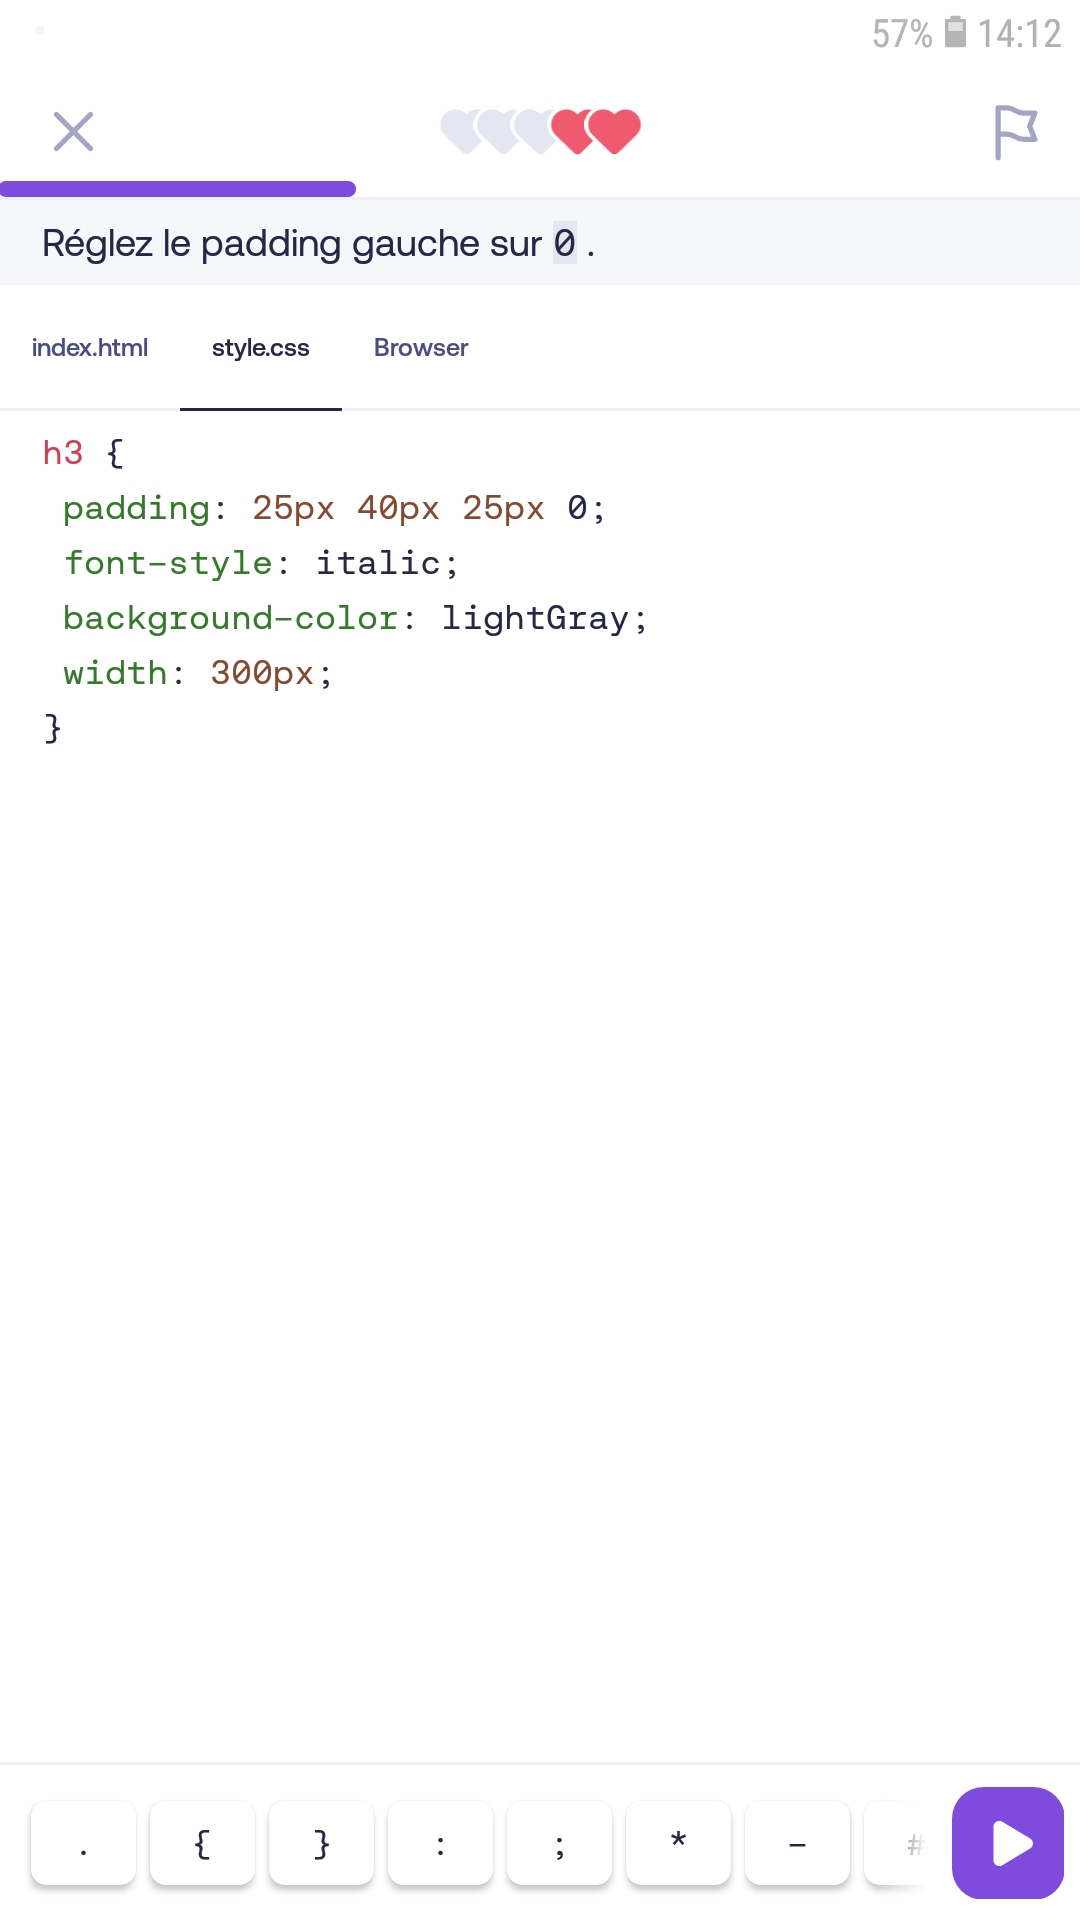 57% 14:12
Réglez le padding gauche sur 0 .
index.html style.css Browser
h3 {
padding: 25px 40px 25px 0;
font-style: italic;
background-color: lightGray;
width: 300px;
}
. { } : ; * - #